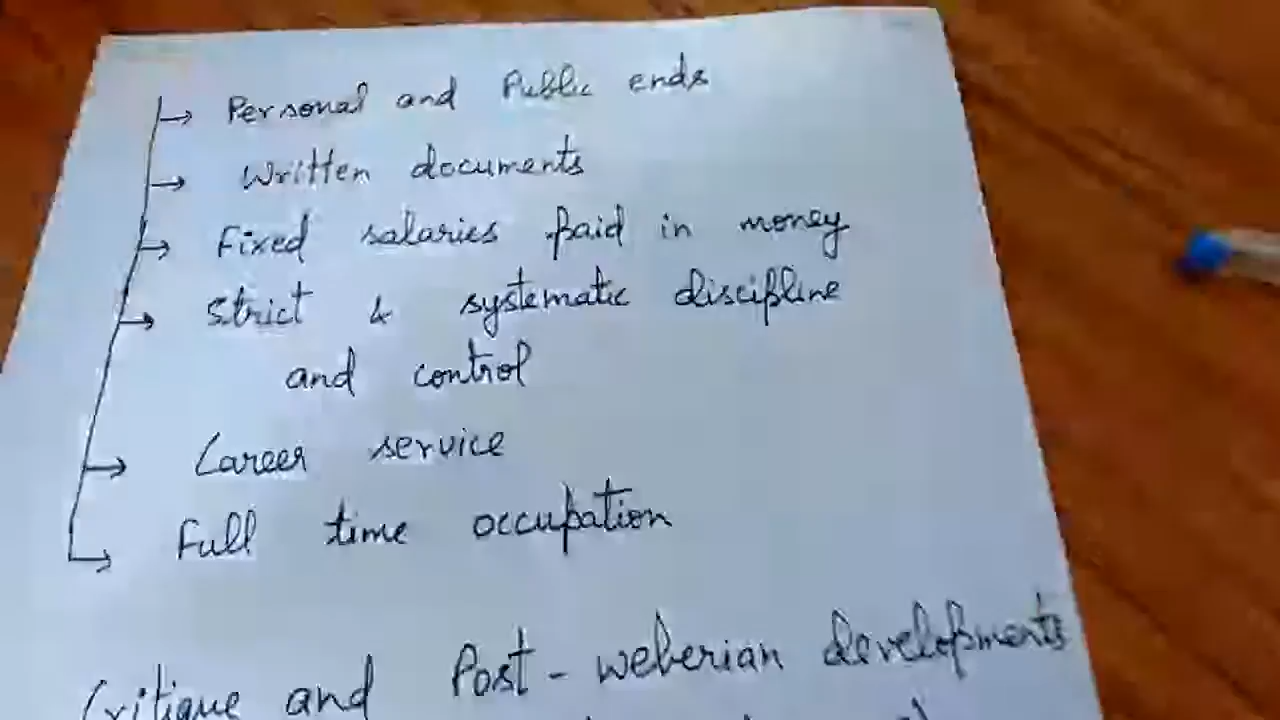 → Personal and Public ends
→ Written documents
→ Fixed salaries paid in money
→ Strict & systematic discipline
and control
→ Career service
→ Full time occupation
Critique and Post-weberian developments